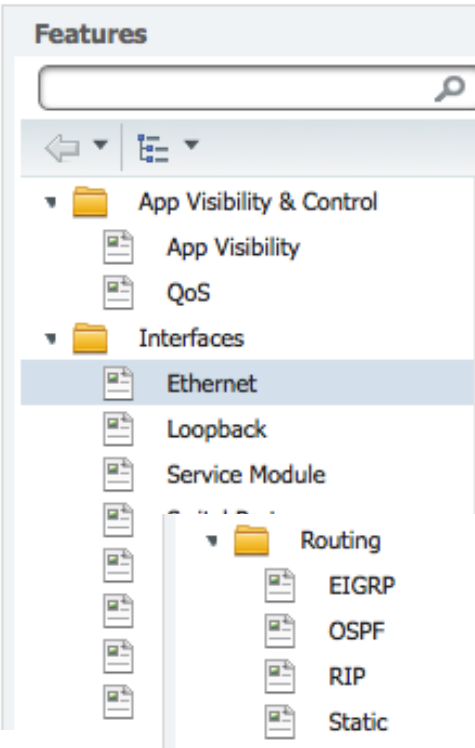 Features
App Visibility & Control
App Visibility
QoS
Interfaces
Ethernet
Loopback
Service Module
Routing
EIGRP
OSPF
RIP
Static